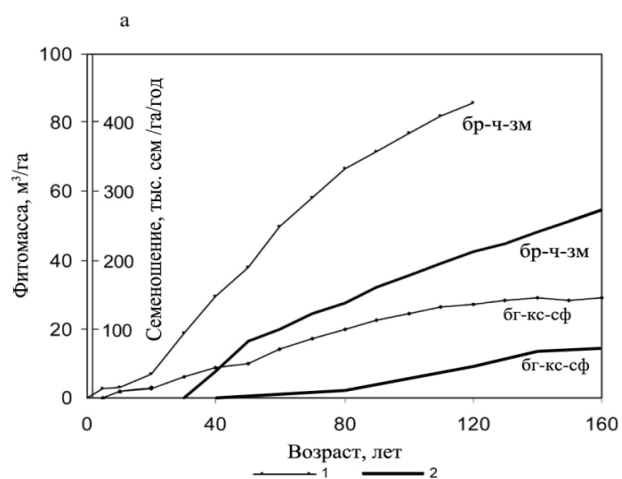 а
100
80
60
40
20
0
Фитомасса, м³/га
400
300
200
100
Семеношение, тыс. сем /га/год
бр-ч-зм
бр-ч-зм
бг-кс-сф
бг-кс-сф
0 40 80 120 160
Возраст, лет
1 2